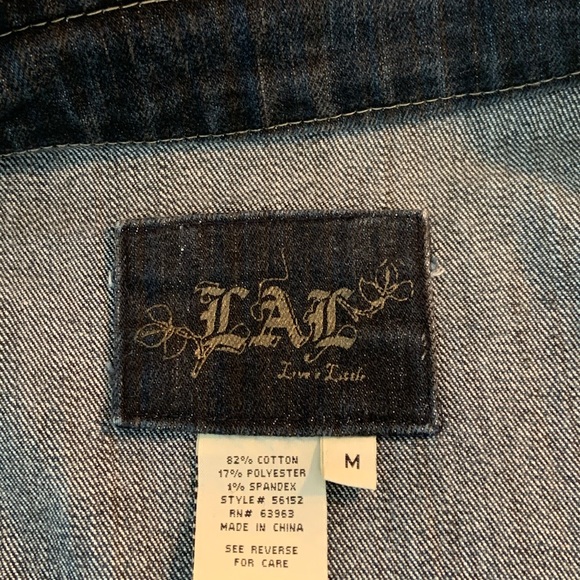 LAL
Live a Little
82% COTTON
17% POLYESTER
1% SPANDEX
STYLE# 56152
RN# 63963
MADE IN CHINA
SEE REVERSE
FOR CARE
M